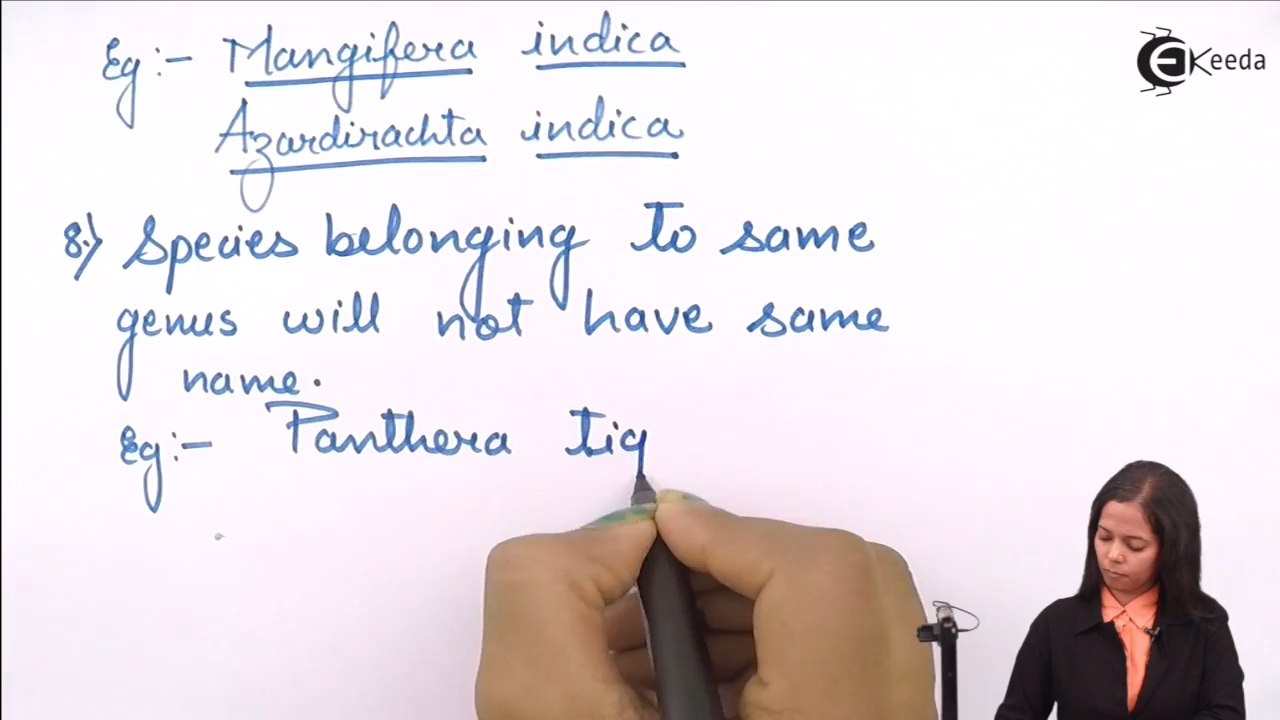 Eg:- Mangifera indica
Azardirachta indica
8.) Species belonging to same
genus will not have same
name.
Eg:- Panthera tig
EKeeda